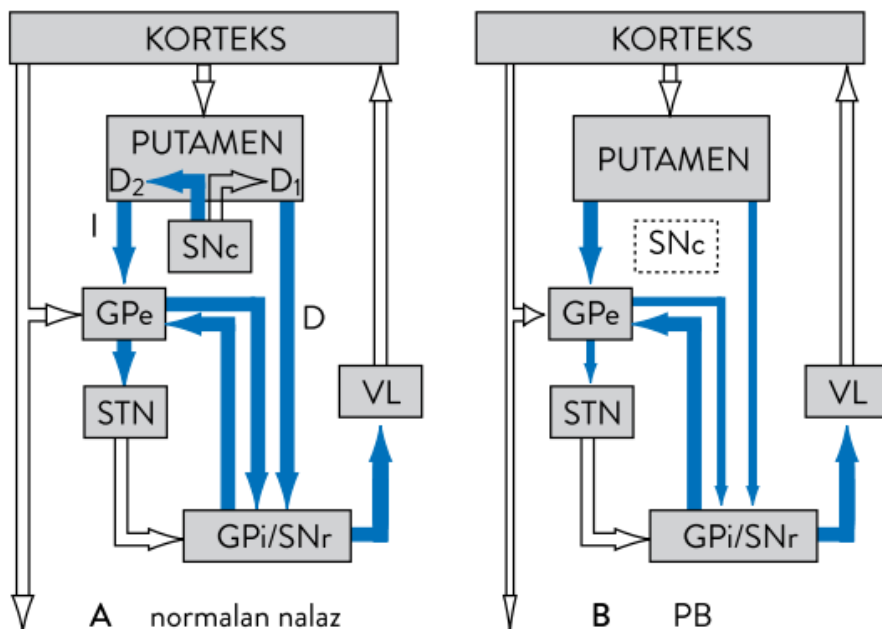 KORTEKS
PUTAMEN
D2 D1
SNc
I
GPe
D
STN
VL
GPi/SNr
A normalan nalaz
KORTEKS
PUTAMEN
SNc
GPe
STN
VL
GPi/SNr
B PB